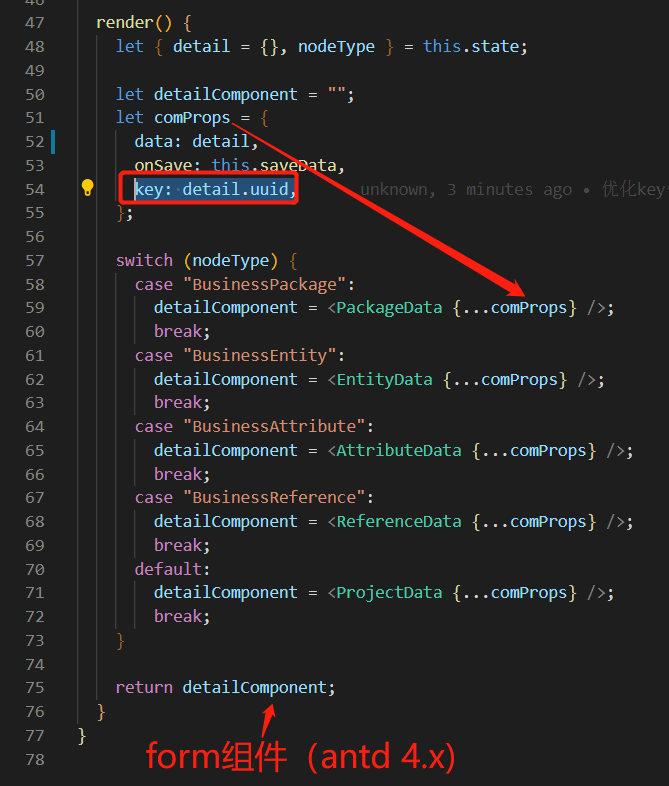 46
47 render() {
48 let { detail = {}, nodeType } = this.state;
49
50 let detailComponent = "";
51 let comProps = {
52 data: detail,
53 onSave: this.saveData,
54 key: detail.uuid, unknown, 3 minutes ago • 优化key
55 };
56
57 switch (nodeType) {
58 case "BusinessPackage":
59 detailComponent = <PackageData {...comProps} />;
60 break;
61 case "BusinessEntity":
62 detailComponent = <EntityData {...comProps} />;
63 break;
64 case "BusinessAttribute":
65 detailComponent = <AttributeData {...comProps} />;
66 break;
67 case "BusinessReference":
68 detailComponent = <ReferenceData {...comProps} />;
69 break;
70 default:
71 detailComponent = <ProjectData {...comProps} />;
72 break;
73 }
74
75 return detailComponent;
76 }
77 }
78
form组件（antd 4.x)